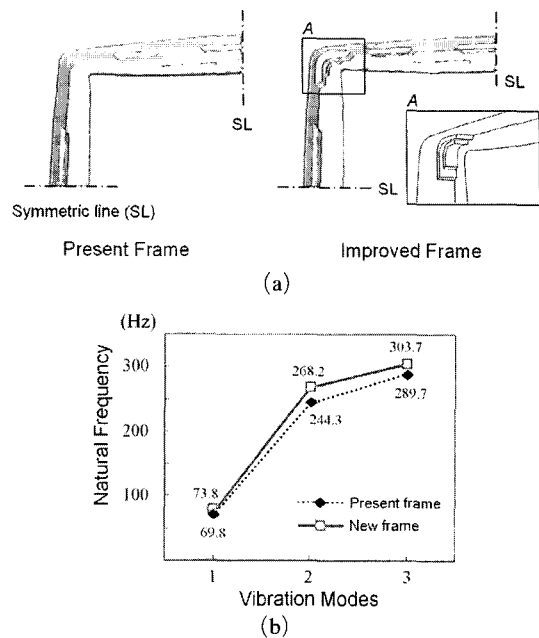 A
SL
A
SL
Symmetric line (SL)
Present Frame
Improved Frame
(a)
(Hz)
Natural Frequency
300
200
100
73.8
69.8
268.2
244.3
303.7
289.7
Present frame
New frame
1 2 3
Vibration Modes
(b)